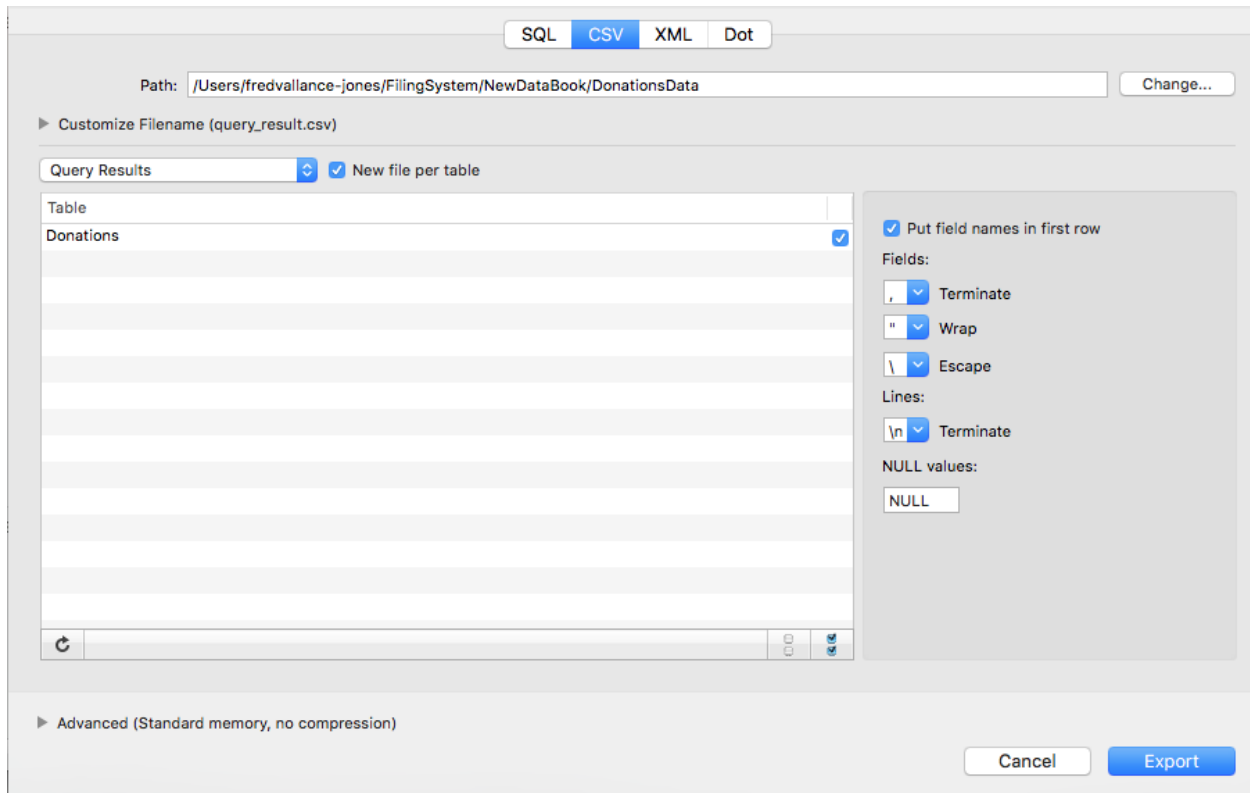 SQL CSV XML Dot
Path: /Users/fredvallance-jones/FilingSystem/NewDataBook/DonationsData Change...
Customize Filename (query_result.csv)
Query Results New file per table
Table
Donations
Put field names in first row
Fields:
, Terminate
" Wrap
\ Escape
Lines:
\n Terminate
NULL values:
NULL
Advanced (Standard memory, no compression)
Cancel Export